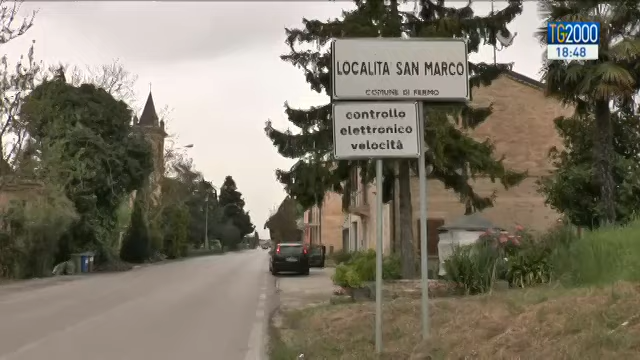 TG2000
18:48
LOCALITA SAN MARCO
COMUNE DI FERMO
controllo
elettronico
velocità